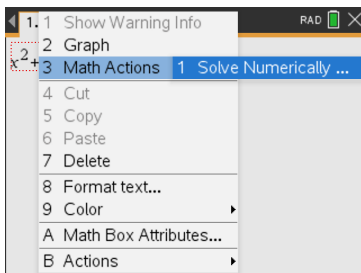 1. 1 Show Warning Info RAD
2 Graph
x²+ 3 Math Actions 1 Solve Numerically ...
4 Cut
5 Copy
6 Paste
7 Delete
8 Format text...
9 Color
A Math Box Attributes...
B Actions